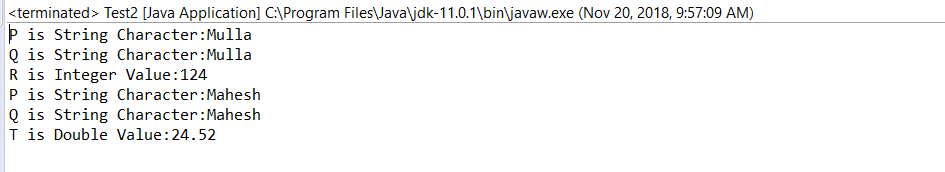 <terminated> Test2 [Java Application] C:\Program Files\Java\jdk-11.0.1\bin\javaw.exe (Nov 20, 2018, 9:57:09 AM)
P is String Character:Mulla
Q is String Character:Mulla
R is Integer Value:124
P is String Character:Mahesh
Q is String Character:Mahesh
T is Double Value:24.52